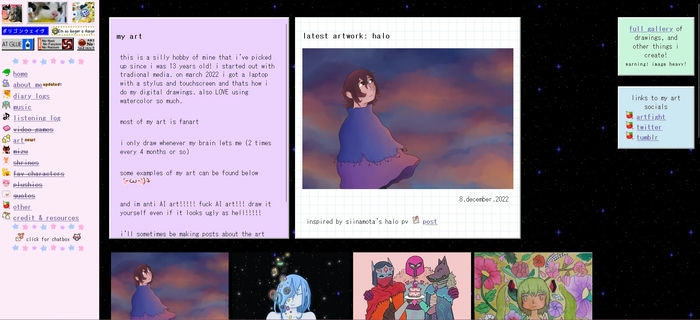 ポリゴンウェイヴ
AT GLUE
home
about me updated!
diary logs
music
listening log
video games
art new!
mizu
shrines
fav characters
plushies
quotes
other
credit & resources
click for chatbox
my art
this is a silly hobby of mine that i've picked
up since i was 13 years old! i started out with
tradional media. on march 2022 i got a laptop
with a stylus and touchscreen and thats how i
do my digital drawings. also LOVE using
watercolor so much.
most of my art is fanart
i only draw whenever my brain lets me (2 times
every 4 months or so)
some examples of my art can be found below
and im anti AI art!!!!! fuck AI art!!! draw it
yourself even if it looks ugly as hell!!!!!!
i'll sometimes be making posts about the art
latest artwork: halo
8.december.2022
inspired by siinamota's halo pv
post
full gallery of
drawings, and
other things i
create!
warning! image heavy!
links to my art
socials
artfight
twitter
tumblr